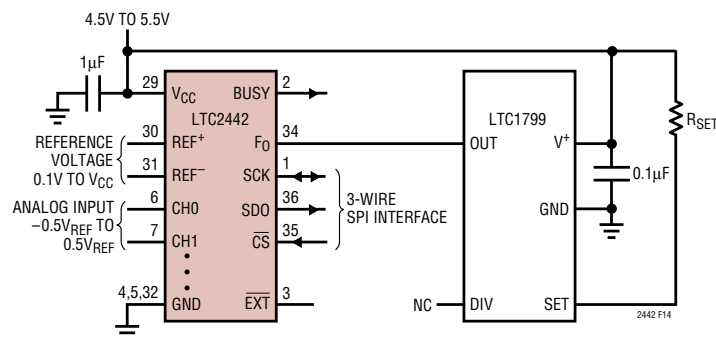 4.5V TO 5.5V
1µF
29
VCC
BUSY
2
LTC2442
LTC1799
RSET
REFERENCE
VOLTAGE
0.1V TO VCC
30
REF+
FO
34
OUT
V+
31
REF–
SCK
1
0.1µF
ANALOG INPUT
–0.5VREF TO
0.5VREF
6
CH0
SDO
36
3-WIRE
SPI INTERFACE
GND
7
CH1
CS
35
4,5,32
GND
EXT
3
NC
DIV
SET
2442 F14